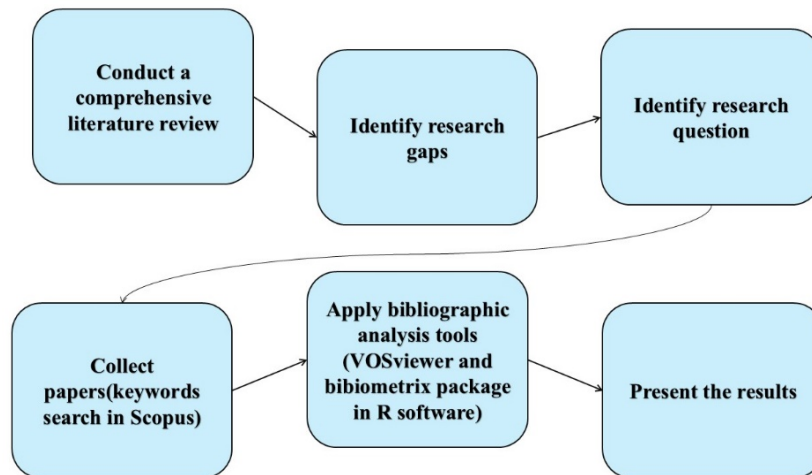 Conduct a
comprehensive
literature review
Identify research
gaps
Identify research
question
Collect
papers(keywords
search in Scopus)
Apply bibliographic
analysis tools
(VOSviewer and
bibiometrix package
in R software)
Present the results